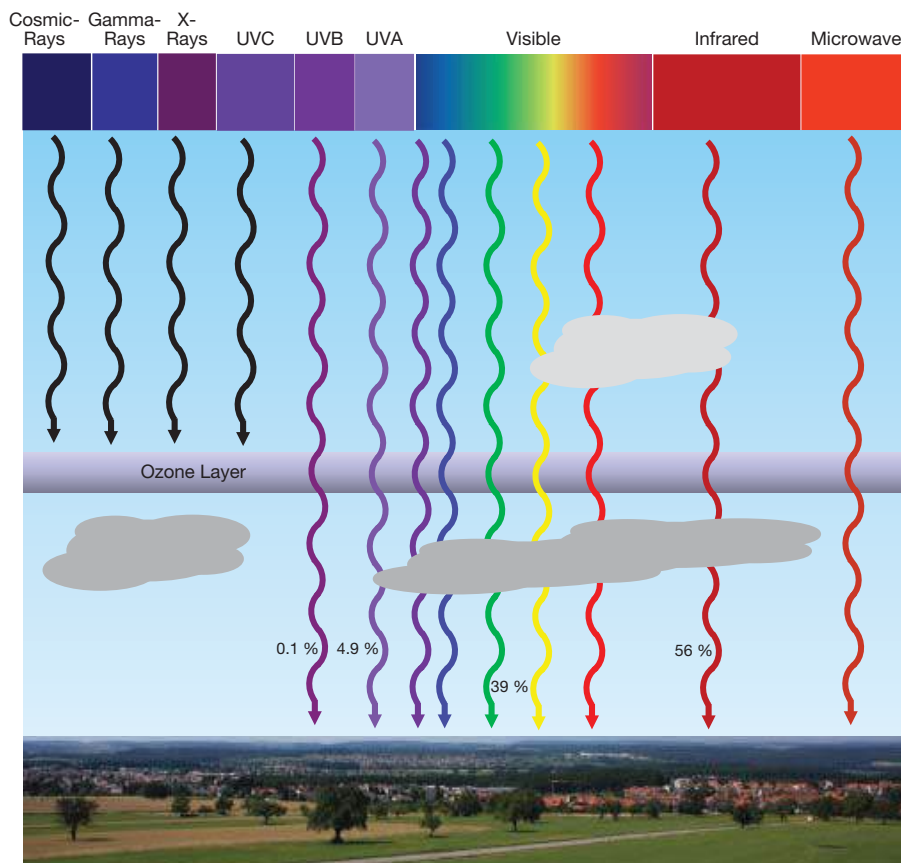 Cosmic-
Rays
Gamma-
Rays
X-
Rays
UVC
UVB
UVA
Visible
Infrared
Microwave
Ozone Layer
0.1 %
4.9 %
56 %
39 %